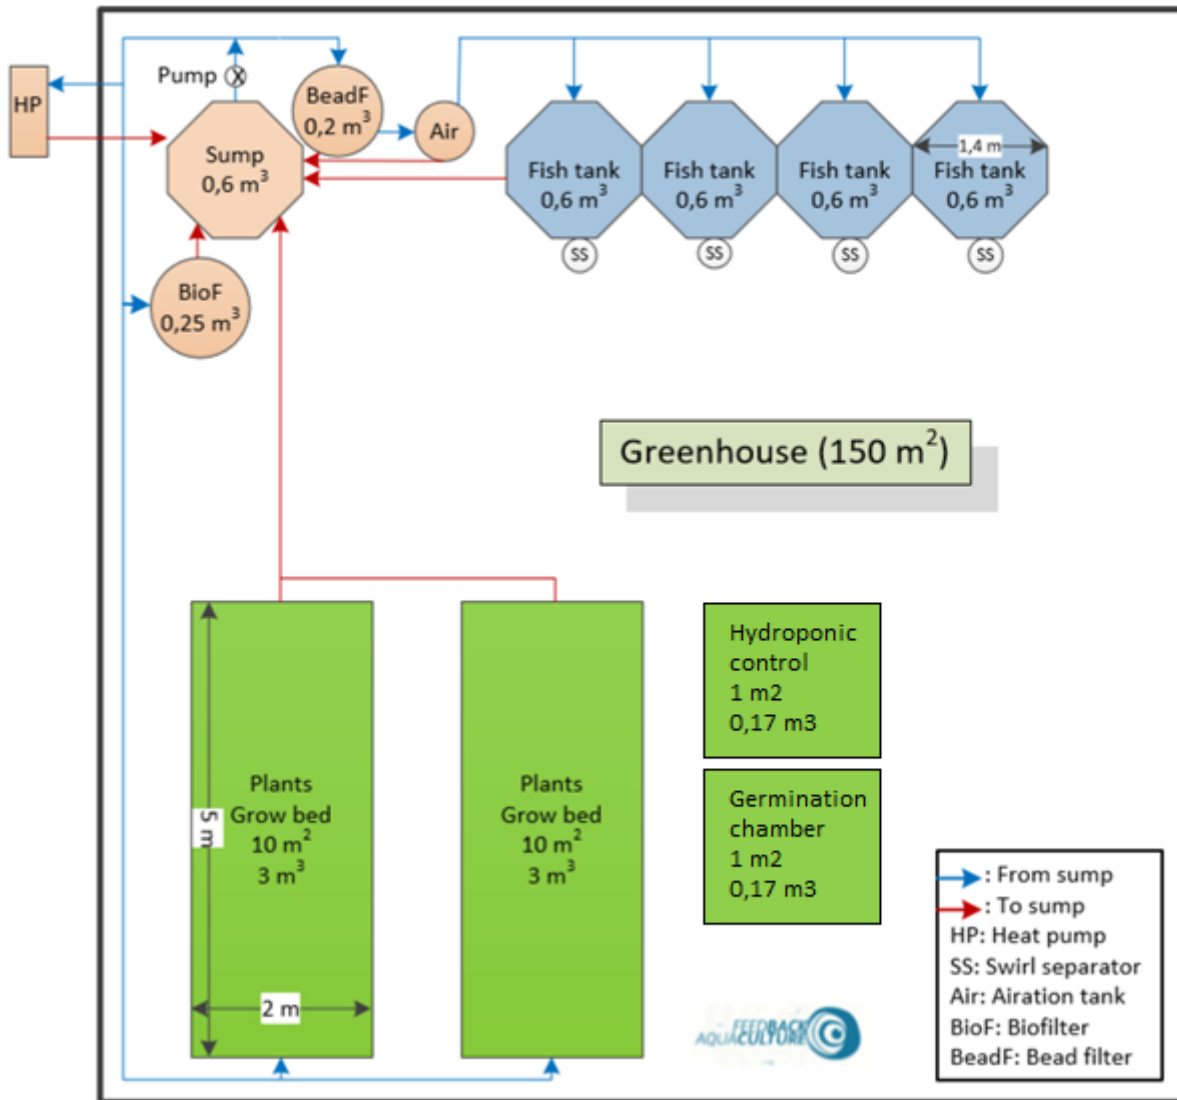 HP
Pump
X
Sump
0,6 m³
BeadF
0,2 m³
Air
Fish tank
0,6 m³
SS
Fish tank
0,6 m³
SS
Fish tank
0,6 m³
SS
1,4 m
Fish tank
0,6 m³
SS
BioF
0,25 m³
Greenhouse (150 m²)
Plants
Grow bed
10 m²
3 m³
5 m
2 m
Plants
Grow bed
10 m²
3 m³
Hydroponic
control
1 m2
0,17 m3
Germination
chamber
1 m2
0,17 m3
: From sump
: To sump
HP: Heat pump
SS: Swirl separator
Air: Airation tank
BioF: Biofilter
BeadF: Bead filter
FEEDBACK
AQUACULTURE